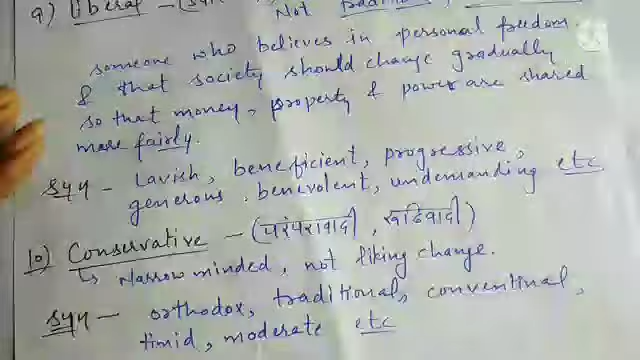 9) Liberal - (
Not
someone who believes in personal freedom.
& that society should change gradually
so that money, property & power are shared
more fairly.
Syn - Lavish, beneficient, progressive,
generous, benevolent, undemanding etc
10) Conservative - (परंपरावादी, रूढिवादी)
↳ Narrow minded, not liking change.
Syn - orthodox, traditional, conventinal,
timid, moderate etc